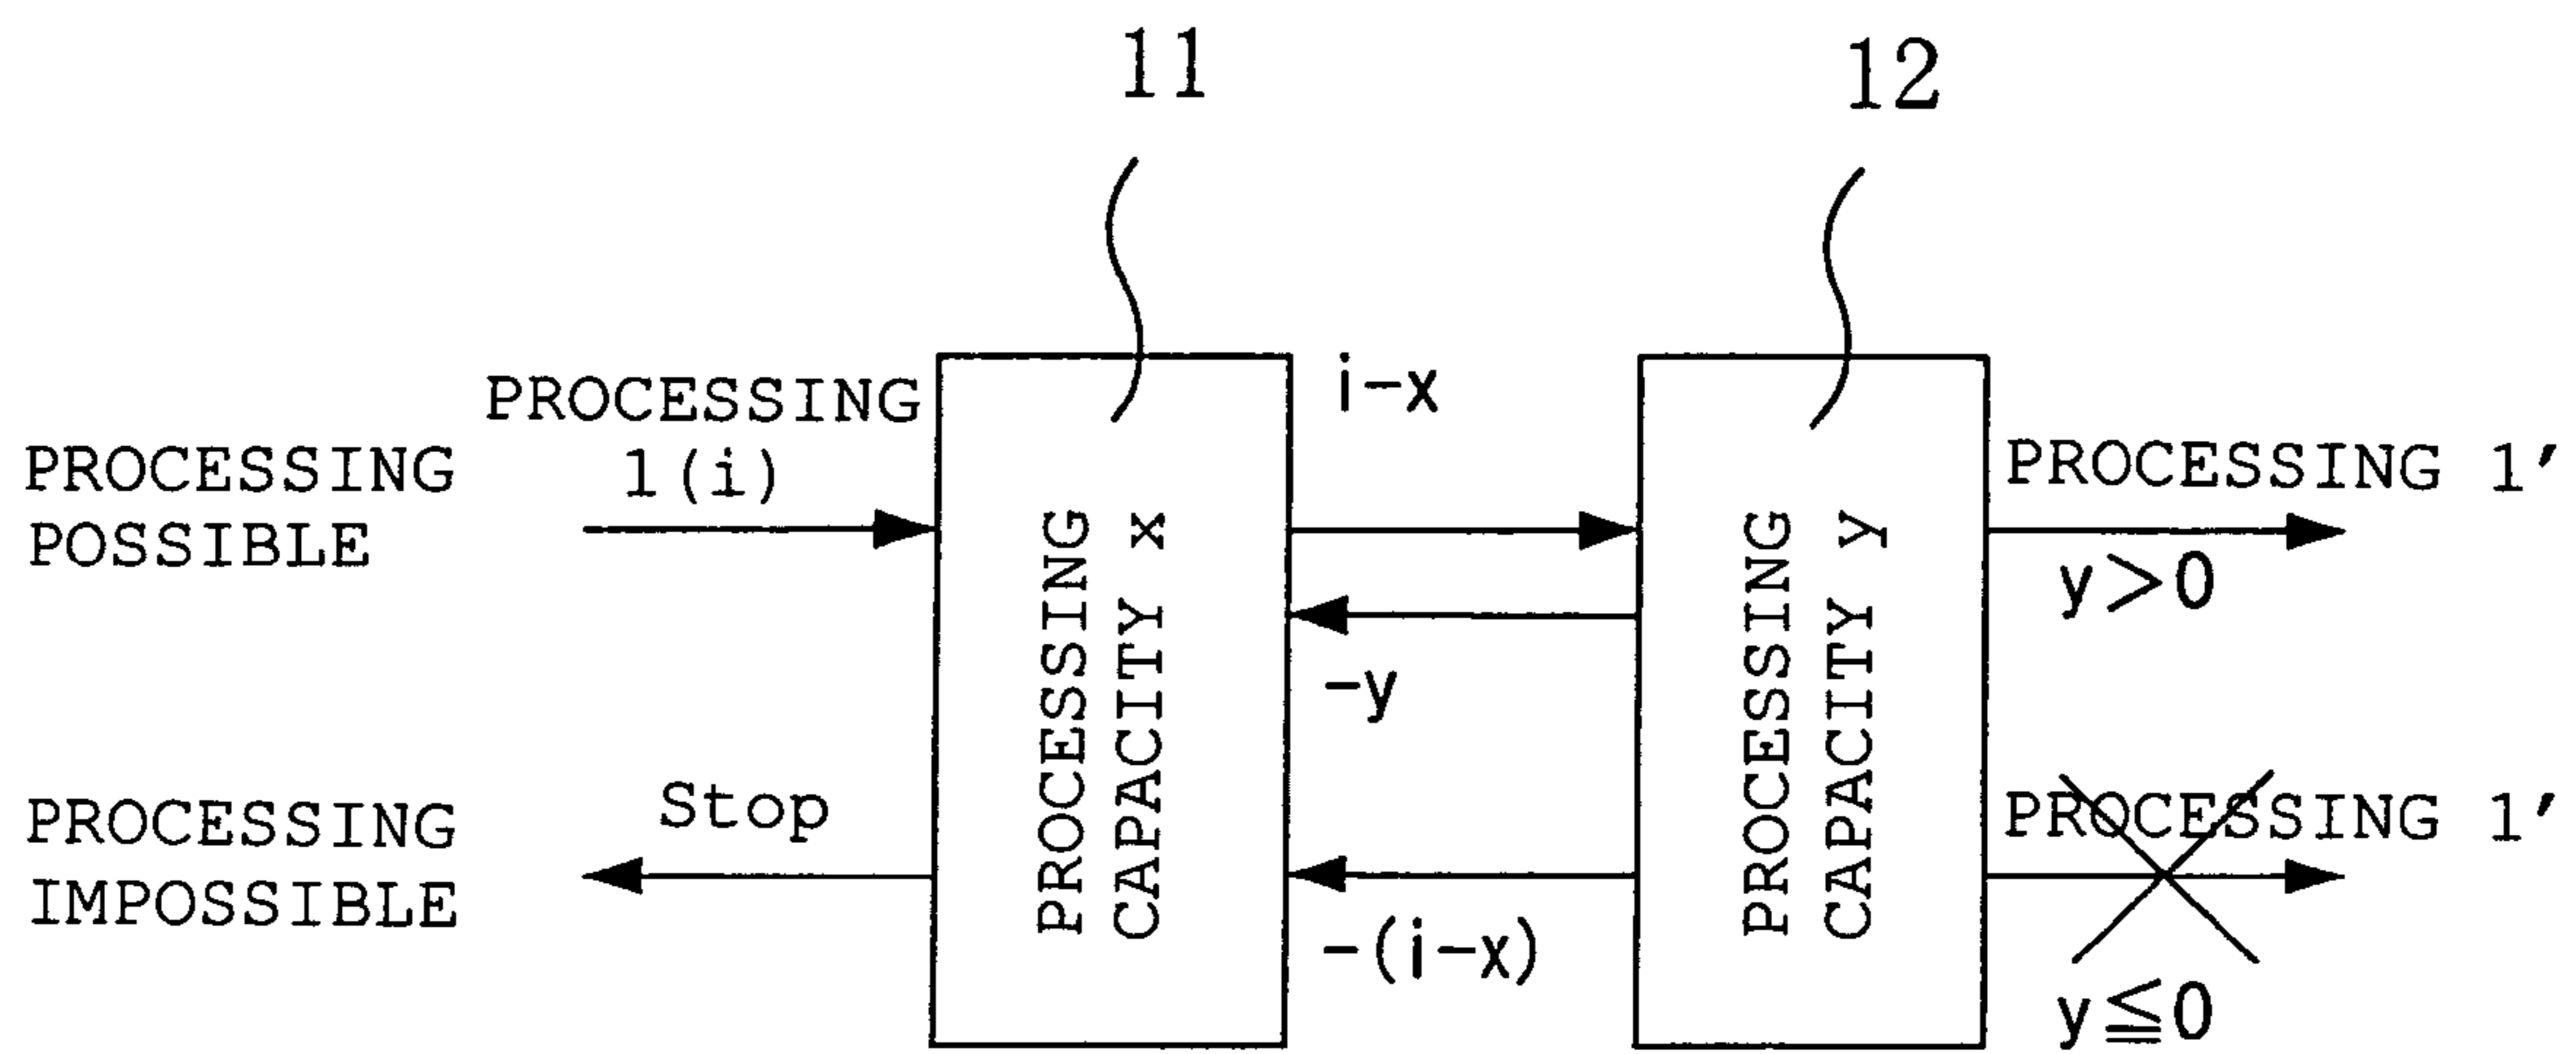 11
12
PROCESSING
1(i)
PROCESSING
POSSIBLE
i-x
PROCESSING 1′
y>0
-y
PROCESSING
CAPACITY x
PROCESSING
CAPACITY y
Stop
PROCESSING
IMPOSSIBLE
-(i-x)
PROCESSING 1′
y≦0